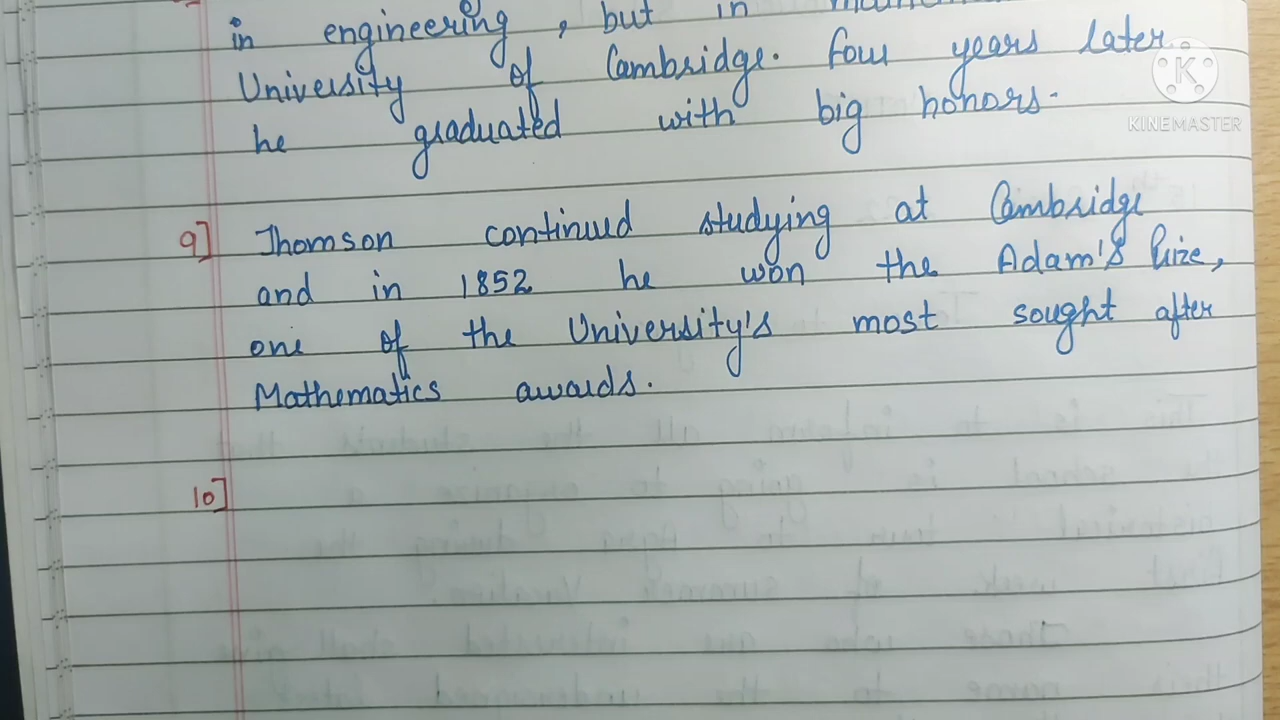 in engineering, but in
University of Cambridge. Four years later
he graduated with big honors.
KINEMASTER
9] Thomson continued studying at Cambridge
and in 1852 he won the Adam's Prize,
one of the University's most sought after
Mathematics awards.
10]